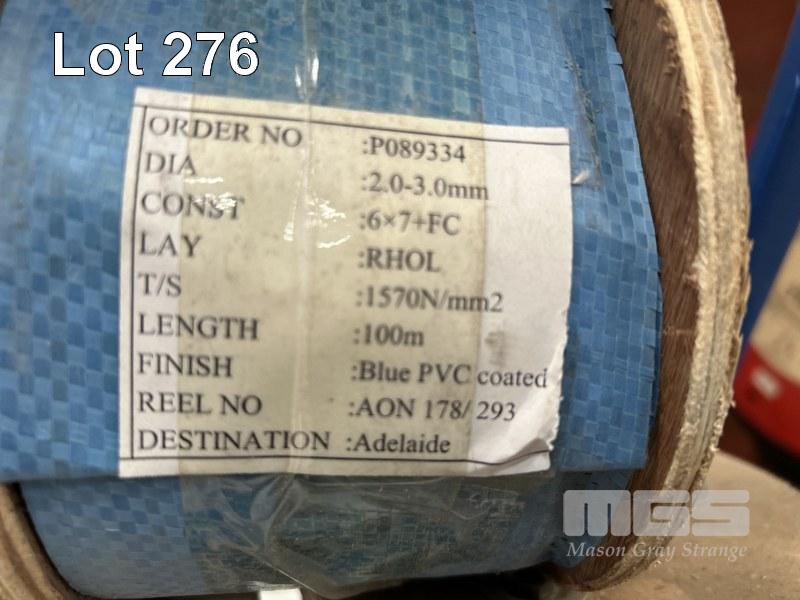 Lot 276
ORDER NO :P089334
DIA :2.0-3.0mm
CONST :6×7+FC
LAY :RHOL
T/S :1570N/mm2
LENGTH :100m
FINISH :Blue PVC coated
REEL NO :AON 178/ 293
DESTINATION :Adelaide
MGS
Mason Gray Strange